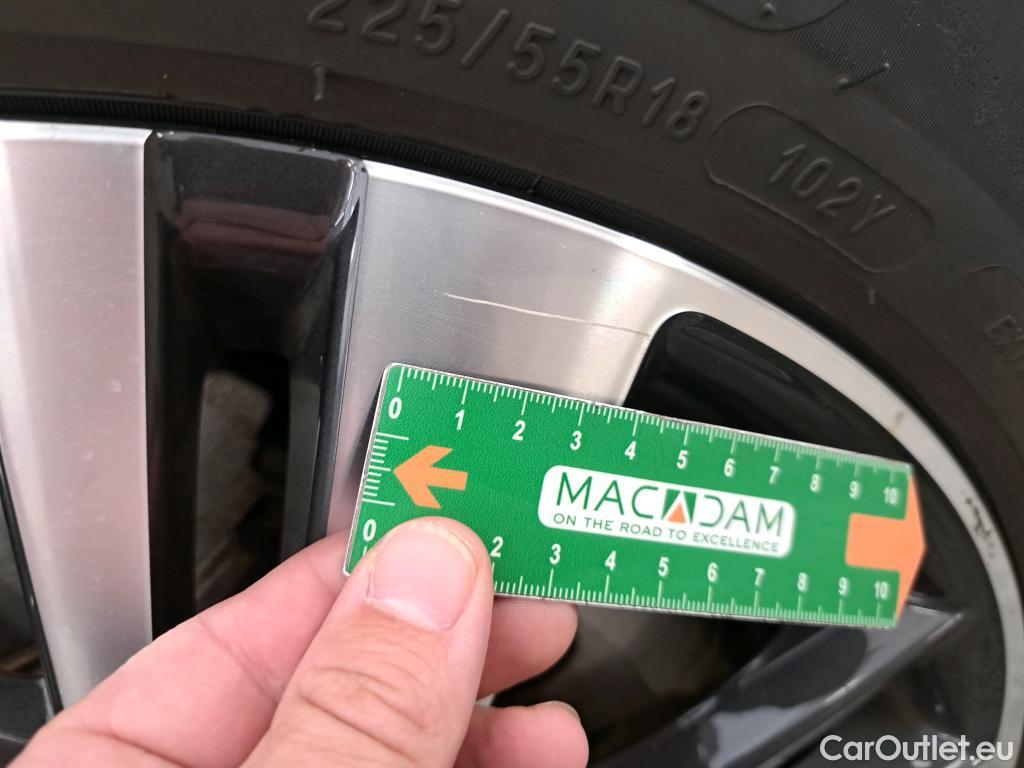 225/55R18
102Y
0 1 2 3 4 5 6 7 8 9 10
MACADAM
ON THE ROAD TO EXCELLENCE
0 2 3 4 5 6 7 8 9 10
CarOutlet.eu